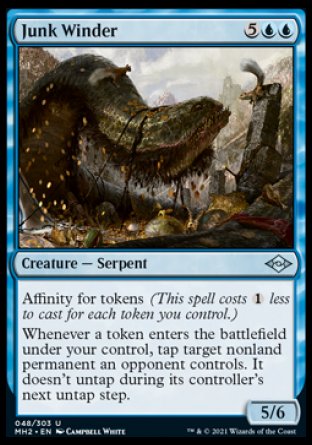 Junk Winder 5
Creature — Serpent
Affinity for tokens (This spell costs 1 less
to cast for each token you control.)
Whenever a token enters the battlefield
under your control, tap target nonland
permanent an opponent controls. It
doesn't untap during its controller's
next untap step.
5/6
048/303 U
MH2 • EN CAMPBELL WHITE
™ & © 2021 Wizards of the Coast